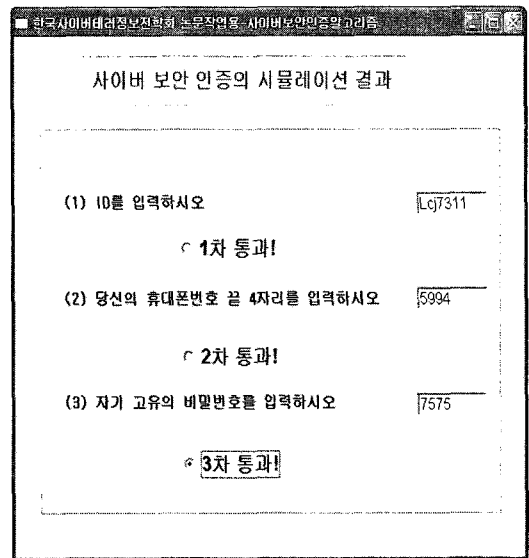 한국사이버테러정보전학회 논문작업용-사이버보안인증알고리즘
사이버 보안 인증의 시뮬레이션 결과
(1) ID를 입력하시오 Lcj7311
1차 통과!
(2) 당신의 휴대폰번호 끝 4자리를 입력하시오 5994
2차 통과!
(3) 자기 고유의 비밀번호를 입력하시오 7575
3차 통과!